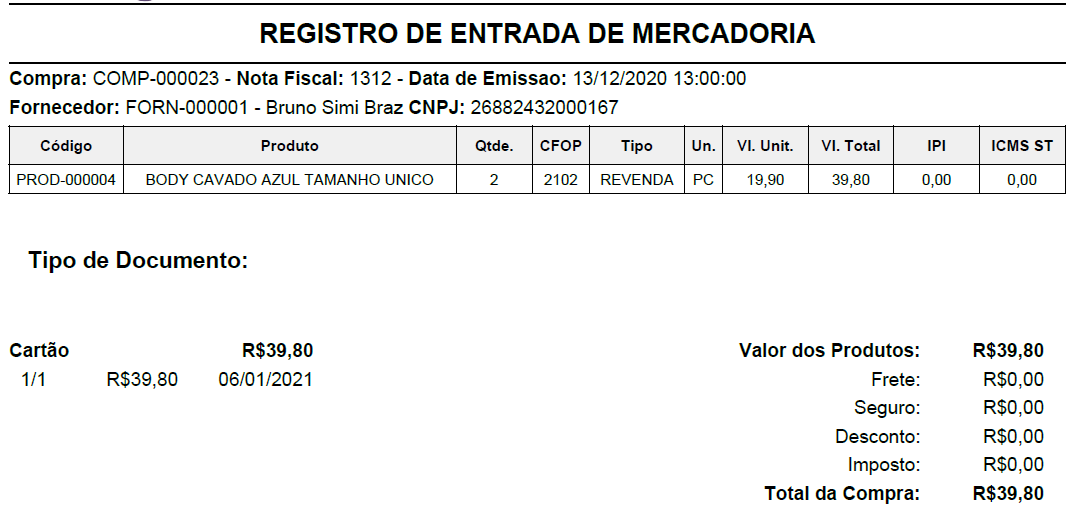 REGISTRO DE ENTRADA DE MERCADORIA
Compra: COMP-000023 - Nota Fiscal: 1312 - Data de Emissao: 13/12/2020 13:00:00
Fornecedor: FORN-000001 - Bruno Simi Braz CNPJ: 26882432000167
Código Produto Qtde. CFOP Tipo Un. Vl. Unit. Vl. Total IPI ICMS ST
PROD-000004 BODY CAVADO AZUL TAMANHO UNICO 2 2102 REVENDA PC 19,90 39,80 0,00 0,00
Tipo de Documento:
Cartão R$39,80
1/1 R$39,80 06/01/2021
Valor dos Produtos: R$39,80
Frete: R$0,00
Seguro: R$0,00
Desconto: R$0,00
Imposto: R$0,00
Total da Compra: R$39,80